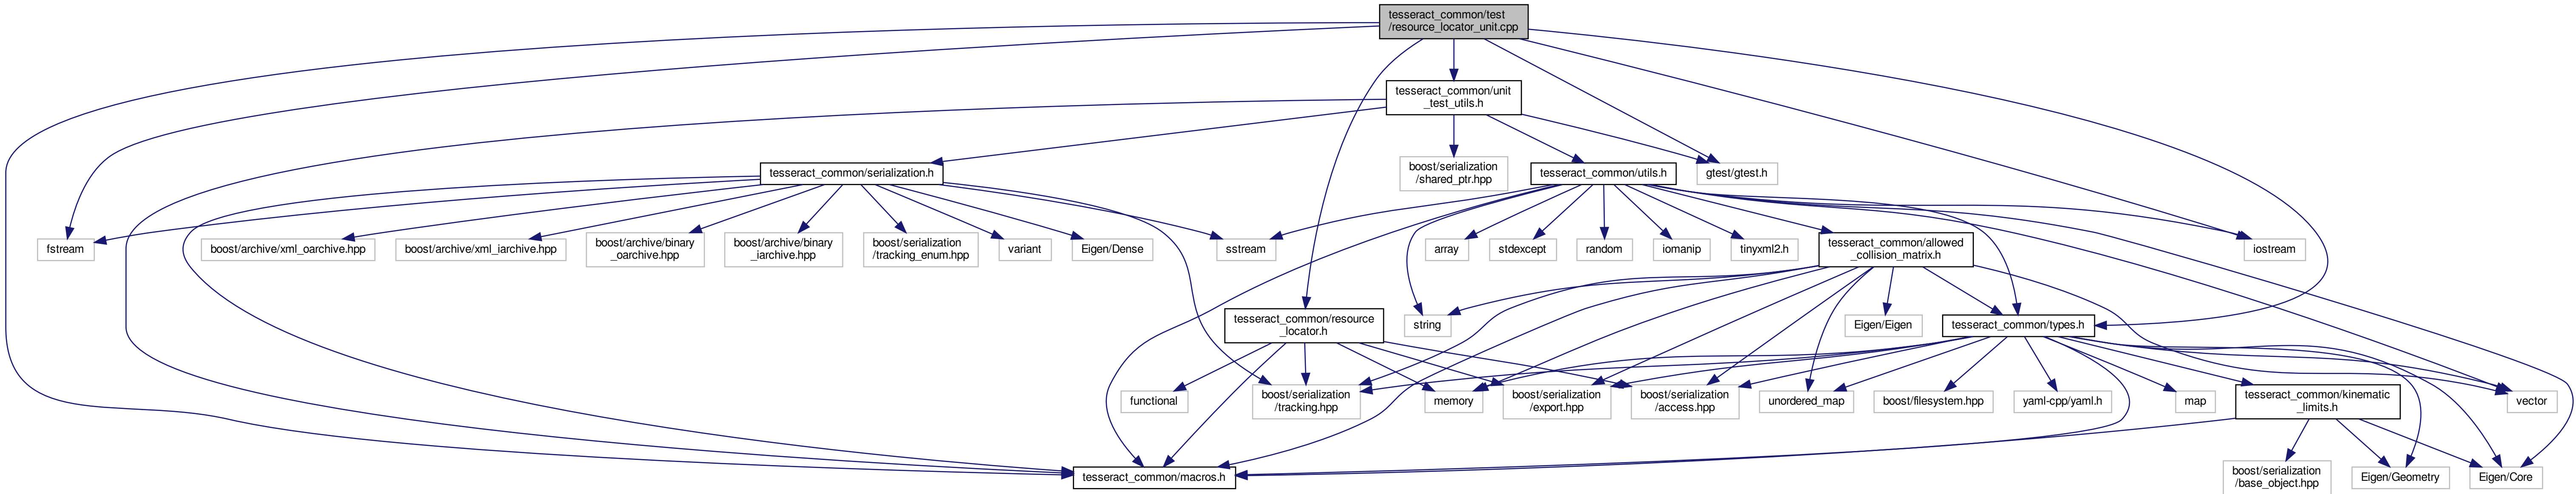 tesseract_common/test
/resource_locator_unit.cpp
tesseract_common/unit
_test_utils.h
boost/serialization
/shared_ptr.hpp
tesseract_common/serialization.h
tesseract_common/utils.h
gtest/gtest.h
fstream
boost/archive/xml_oarchive.hpp
boost/archive/xml_iarchive.hpp
boost/archive/binary
_oarchive.hpp
boost/archive/binary
_iarchive.hpp
boost/serialization
/tracking_enum.hpp
variant
Eigen/Dense
sstream
array
stdexcept
random
iomanip
tinyxml2.h
tesseract_common/allowed
_collision_matrix.h
iostream
tesseract_common/resource
_locator.h
string
Eigen/Eigen
tesseract_common/types.h
functional
boost/serialization
/tracking.hpp
memory
boost/serialization
/export.hpp
boost/serialization
/access.hpp
unordered_map
boost/filesystem.hpp
yaml-cpp/yaml.h
map
tesseract_common/kinematic
_limits.h
vector
tesseract_common/macros.h
boost/serialization
/base_object.hpp
Eigen/Geometry
Eigen/Core